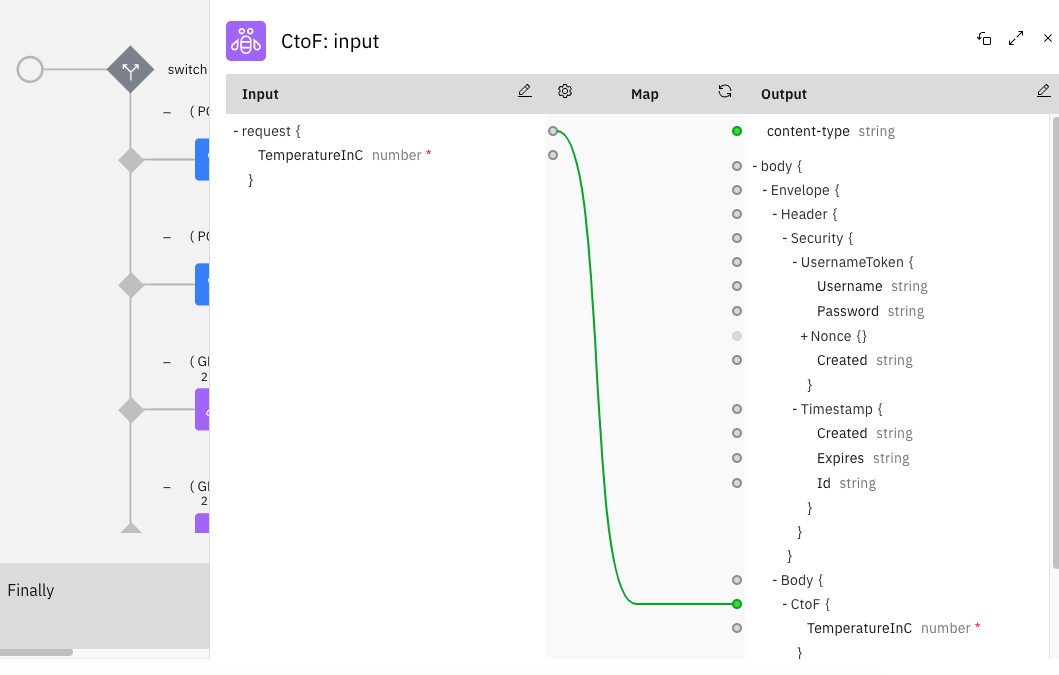 CtoF: input
switch
Input
Map
Output
- request {
TemperatureInC number *
}
content-type string
- body {
- Envelope {
- Header {
- Security {
- UsernameToken {
Username string
Password string
+ Nonce {}
Created string
}
- Timestamp {
Created string
Expires string
Id string
}
}
}
- Body {
- CtoF {
TemperatureInC number *
}
– ( PO
– ( PO
– ( GE
2
– ( GE
2
Finally